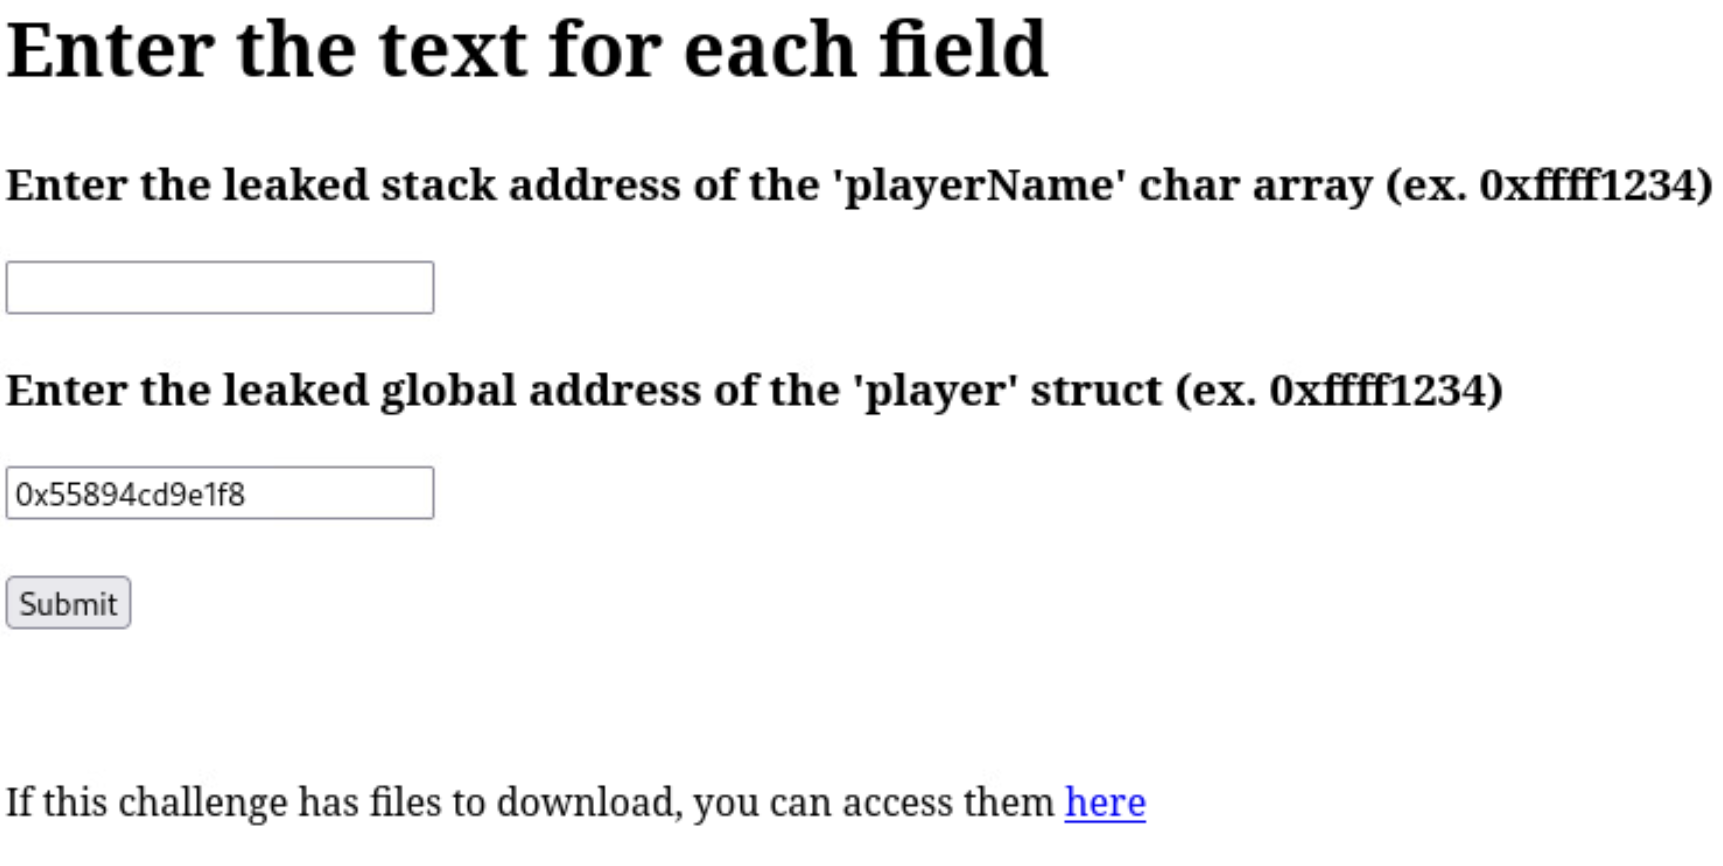 Enter the text for each field
Enter the leaked stack address of the 'playerName' char array (ex. 0xffff1234)
Enter the leaked global address of the 'player' struct (ex. 0xffff1234)
0x55894cd9e1f8
Submit
If this challenge has files to download, you can access them here